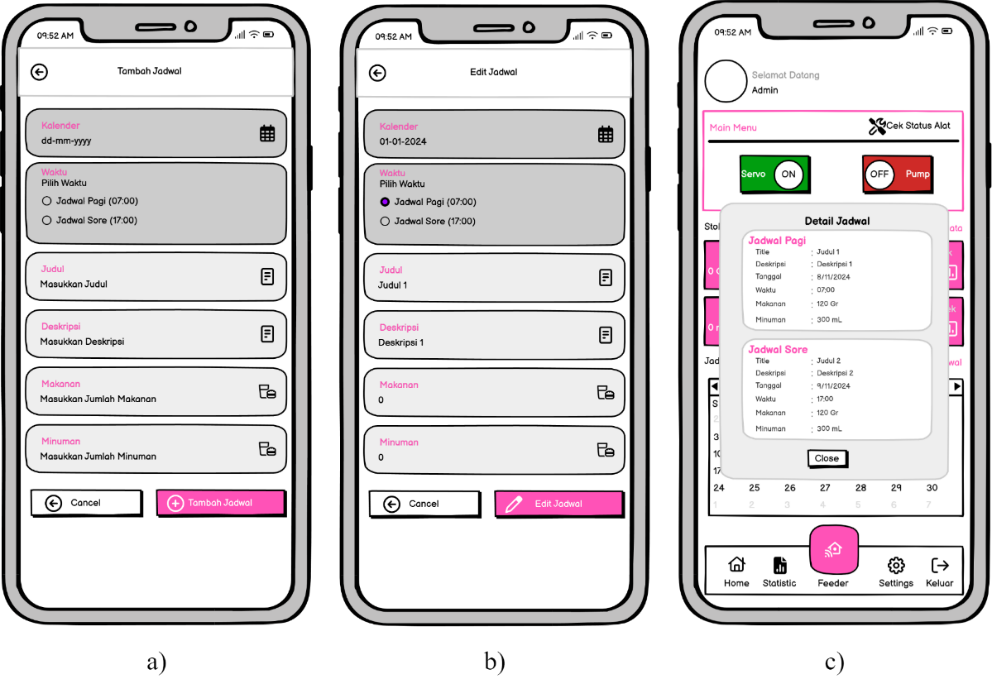 09:52 AM
Tambah Jadwal
Kalender
dd-mm-yyyy
Waktu
Pilih Waktu
Jadwal Pagi (07:00)
Jadwal Sore (17:00)
Judul
Masukkan Judul
Deskripsi
Masukkan Deskripsi
Makanan
Masukkan Jumlah Makanan
Minuman
Masukkan Jumlah Minuman
Cancel
Tambah Jadwal
a)
09:52 AM
Edit Jadwal
Kalender
01-01-2024
Waktu
Pilih Waktu
Jadwal Pagi (07:00)
Jadwal Sore (17:00)
Judul
Judul 1
Deskripsi
Deskripsi 1
Makanan
0
Minuman
0
Cancel
Edit Jadwal
b)
09:52 AM
Selamat Datang
Admin
Main Menu
Cek Status Alat
Servo ON
OFF Pump
Detail Jadwal
Jadwal Pagi
Title : Judul 1
Deskripsi : Deskripsi 1
Tanggal : 8/11/2024
Waktu : 07:00
Makanan : 120 Gr
Minuman : 300 mL
Jadwal Sore
Title : Judul 2
Deskripsi : Deskripsi 2
Tanggal : 9/11/2024
Waktu : 17:00
Makanan : 120 Gr
Minuman : 300 mL
Close
24 25 26 27 28 29 30
1 2 3 4 5 6 7
Home Statistic Feeder Settings Keluar
c)